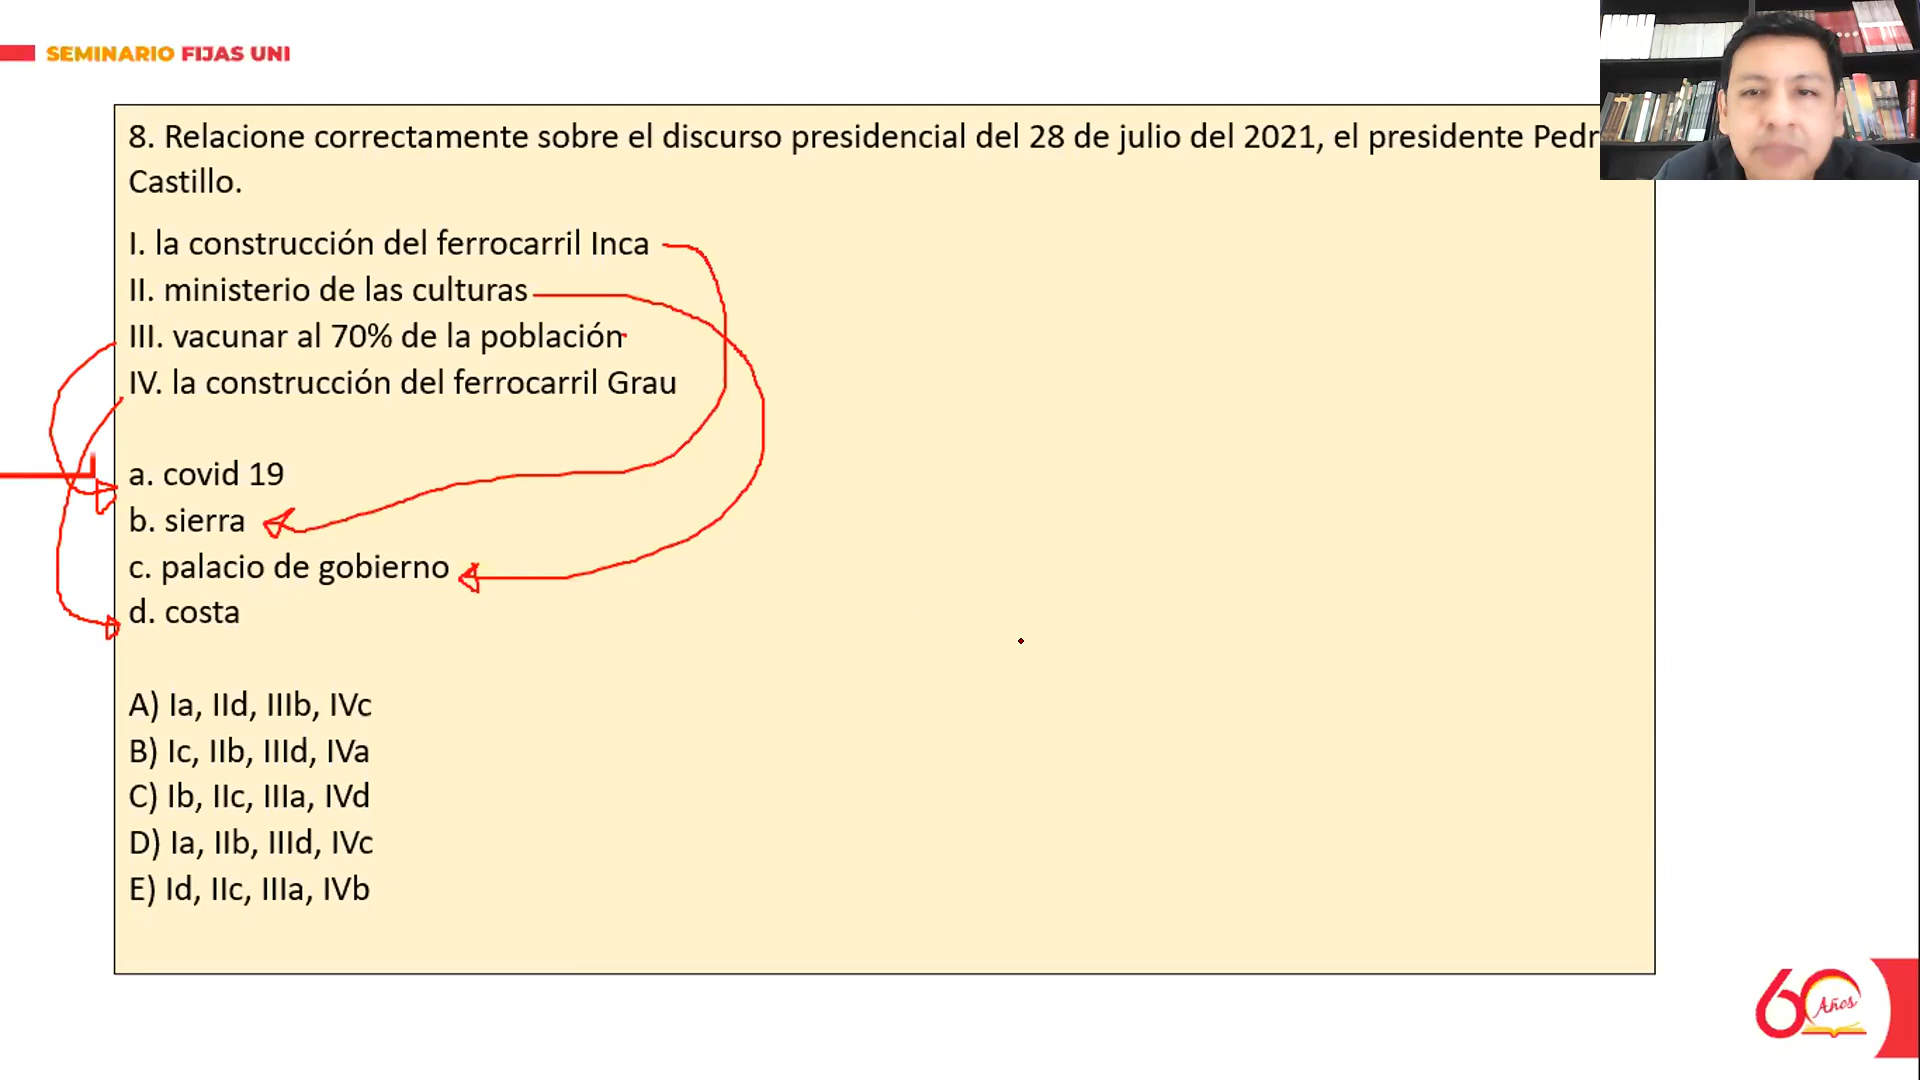 SEMINARIO FIJAS UNI
8. Relacione correctamente sobre el discurso presidencial del 28 de julio del 2021, el presidente Pedr
Castillo.
I. la construcción del ferrocarril Inca
II. ministerio de las culturas
III. vacunar al 70% de la población
IV. la construcción del ferrocarril Grau
a. covid 19
b. sierra
c. palacio de gobierno
d. costa
A) Ia, IId, IIIb, IVc
B) Ic, IIb, IIId, IVa
C) Ib, IIc, IIIa, IVd
D) Ia, IIb, IIId, IVc
E) Id, IIc, IIIa, IVb
60 Años